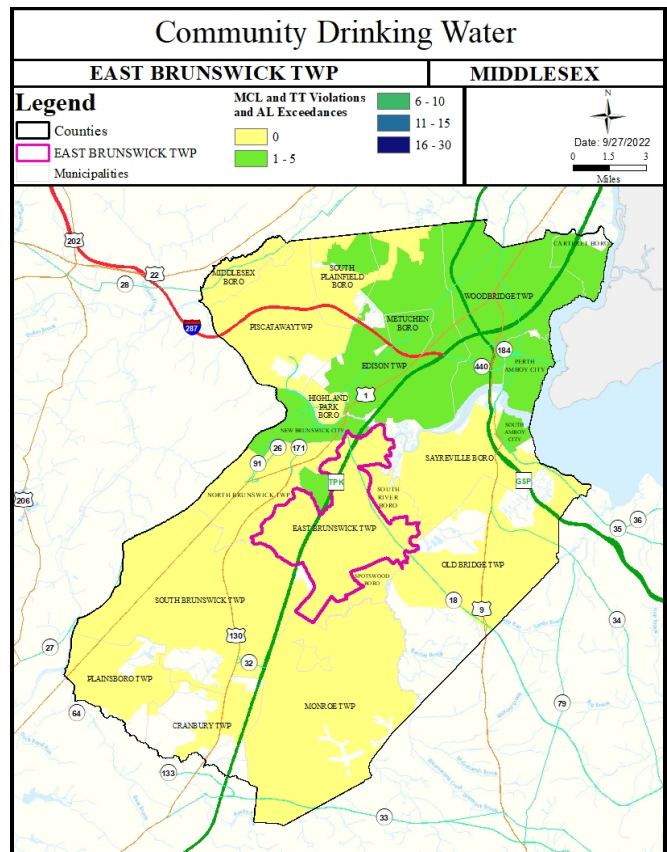 Community Drinking Water
EAST BRUNSWICK TWP
MIDDLESEX
Legend
Counties
EAST BRUNSWICK TWP
Municipalities
MCL and TT Violations
and AL Exceedances
0
1 - 5
6 - 10
11 - 15
16 - 30
N
Date: 9/27/2022
0 1.5 3
Miles
202
22
28
287
CARTERET BORO
MIDDLESEX
BORO
SOUTH
PLAINFIELD
BORO
WOODBRIDGE TWP
METUCHEN
BORO
PISCATAWAY TWP
EDISON TWP
184
440
PERTH
AMBOY CITY
1
HIGHLAND
PARK
BORO
NEW BRUNSWICK CITY
SOUTH
AMBOY
CITY
26
171
91
SAYREVILLE BORO
TPK
GSP
NORTH BRUNSWICK TWP
SOUTH
RIVER
BORO
206
36
35
EAST BRUNSWICK TWP
OLD BRIDGE TWP
SPOTSWOOD
BORO
SOUTH BRUNSWICK TWP
18
9
34
130
27
32
PLAINSBORO TWP
MONROE TWP
79
64
CRANBURY TWP
133
33